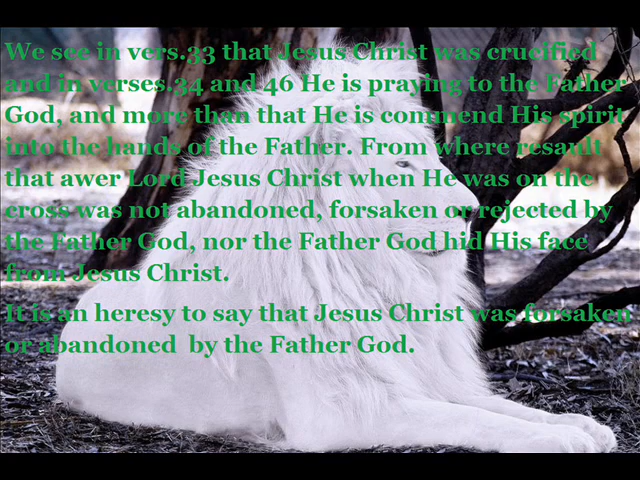 We see in vers.33 that Jesus Christ was crucified
and in verses.34 and 46 He is praying to the Father
God, and more than that He is commend His spirit
into the hands of the Father. From where resault
that awer Lord Jesus Christ when He was on the
cross was not abandoned, forsaken or rejected by
the Father God, nor the Father God hid His face
from Jesus Christ.
It is an heresy to say that Jesus Christ was forsaken
or abandoned by the Father God.